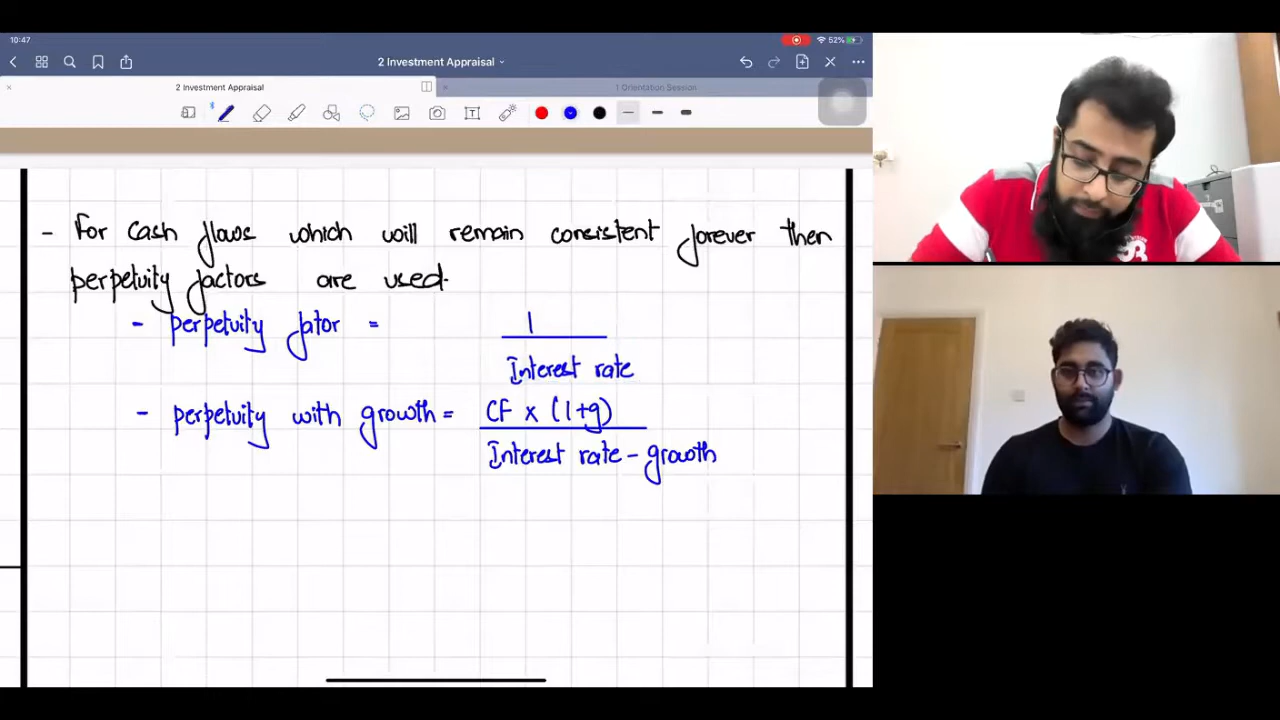 10:47
52%
2 Investment Appraisal
2 Investment Appraisal
1 Orientation Session
- For cash flows which will remain consistent forever then
perpetuity factors are used.
- perpetuity fator = 1
Interest rate
- perpetuity with growth = CF x (1+g)
Interest rate - growth